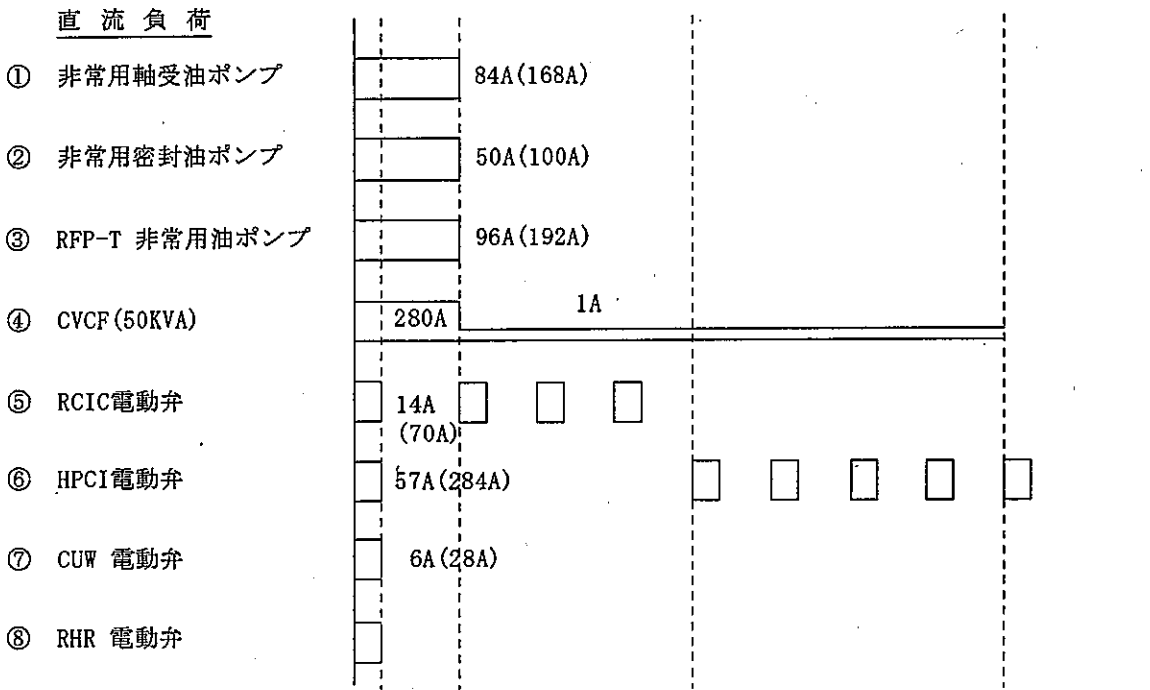 直流負荷
① 非常用軸受油ポンプ 84A(168A)
② 非常用密封油ポンプ 50A(100A)
③ RFP-T 非常用油ポンプ 96A(192A)
④ CVCF(50KVA) 280A 1A
⑤ RCIC電動弁 14A
(70A)
⑥ HPCI電動弁 57A(284A)
⑦ CUW 電動弁 6A(28A)
⑧ RHR 電動弁